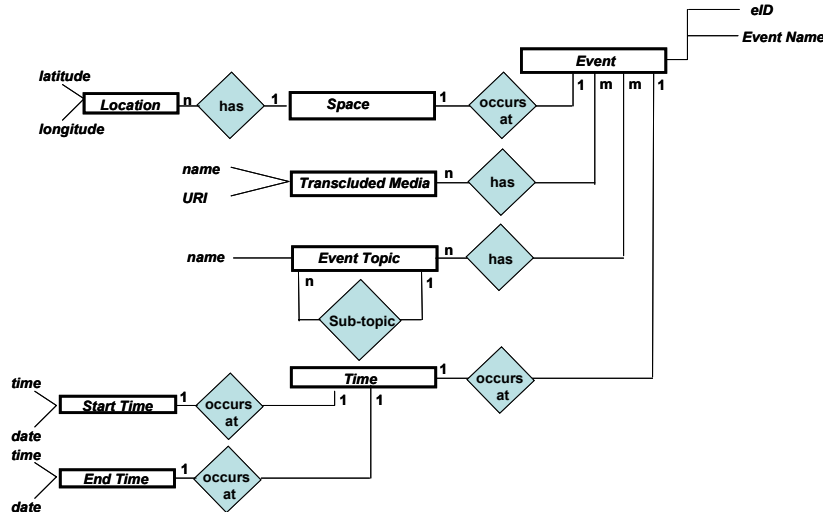 eID
Event Name
Event
latitude
longitude
Location
n
has
1
Space
1
occurs
at
1
m
m
1
name
URI
Transcluded Media
n
has
name
Event Topic
n
has
n
1
Sub-topic
Time
1
occurs
at
time
date
Start Time
1
occurs
at
1
1
time
date
End Time
1
occurs
at